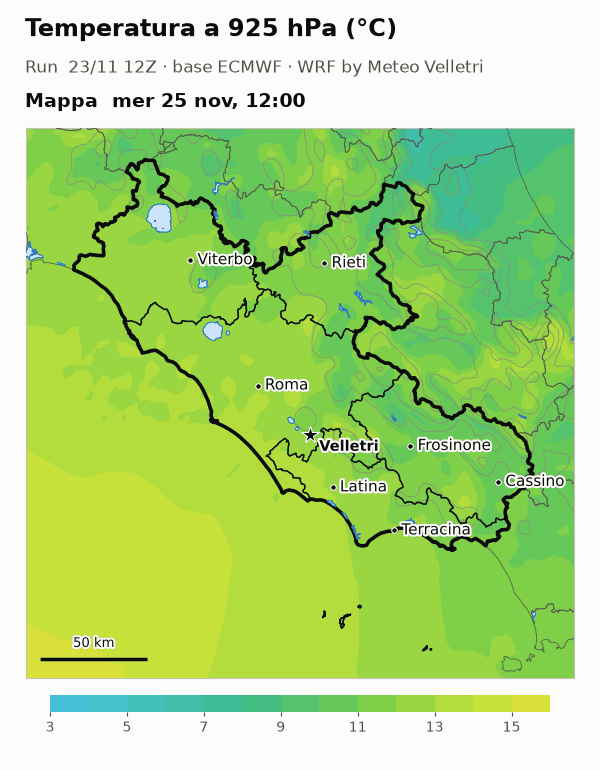 Temperatura a 925 hPa (°C)
Run 23/11 12Z · base ECMWF · WRF by Meteo Velletri
Mappa mer 25 nov, 12:00
Viterbo
Rieti
Roma
Velletri
Frosinone
Cassino
Latina
Terracina
50 km
3 5 7 9 11 13 15